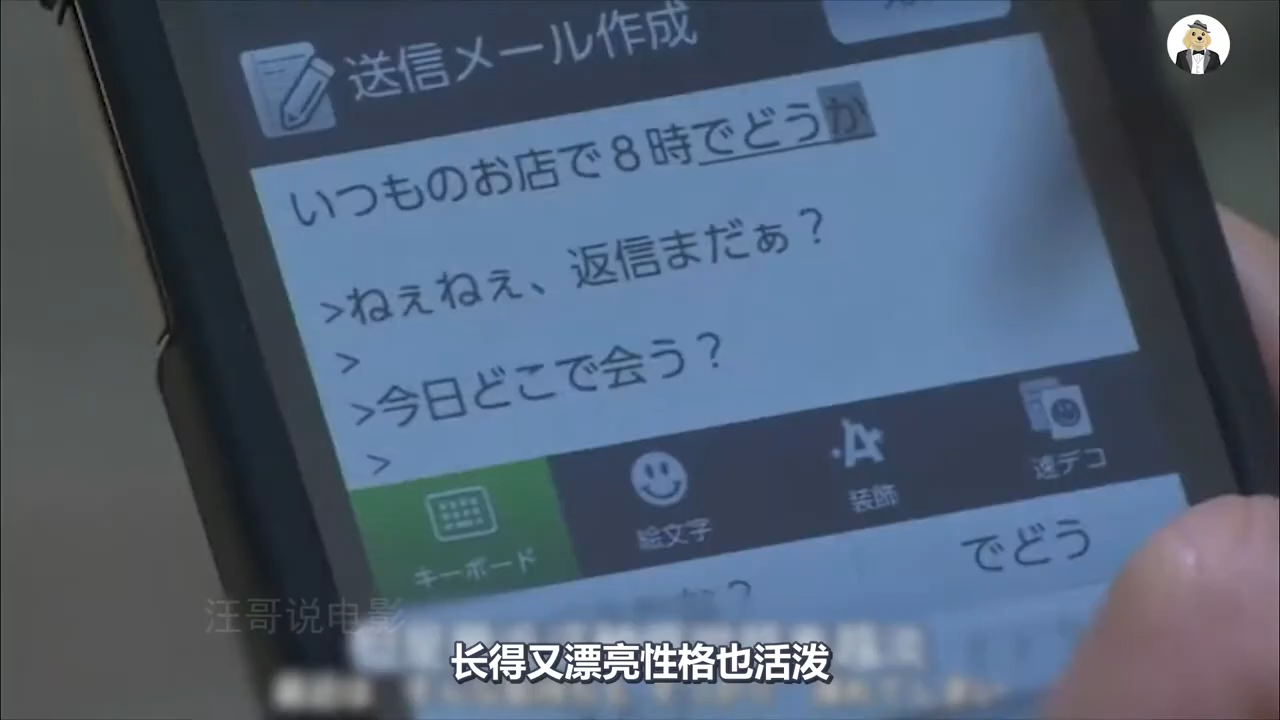 送信メール作成
いつものお店で8時でどうか
>ねぇねぇ、返信まだぁ?
>
>今日どこで会う?
>
キーボード
絵文字
装飾
速デコ
でどう
汪哥说电影
长得又漂亮性格也活泼